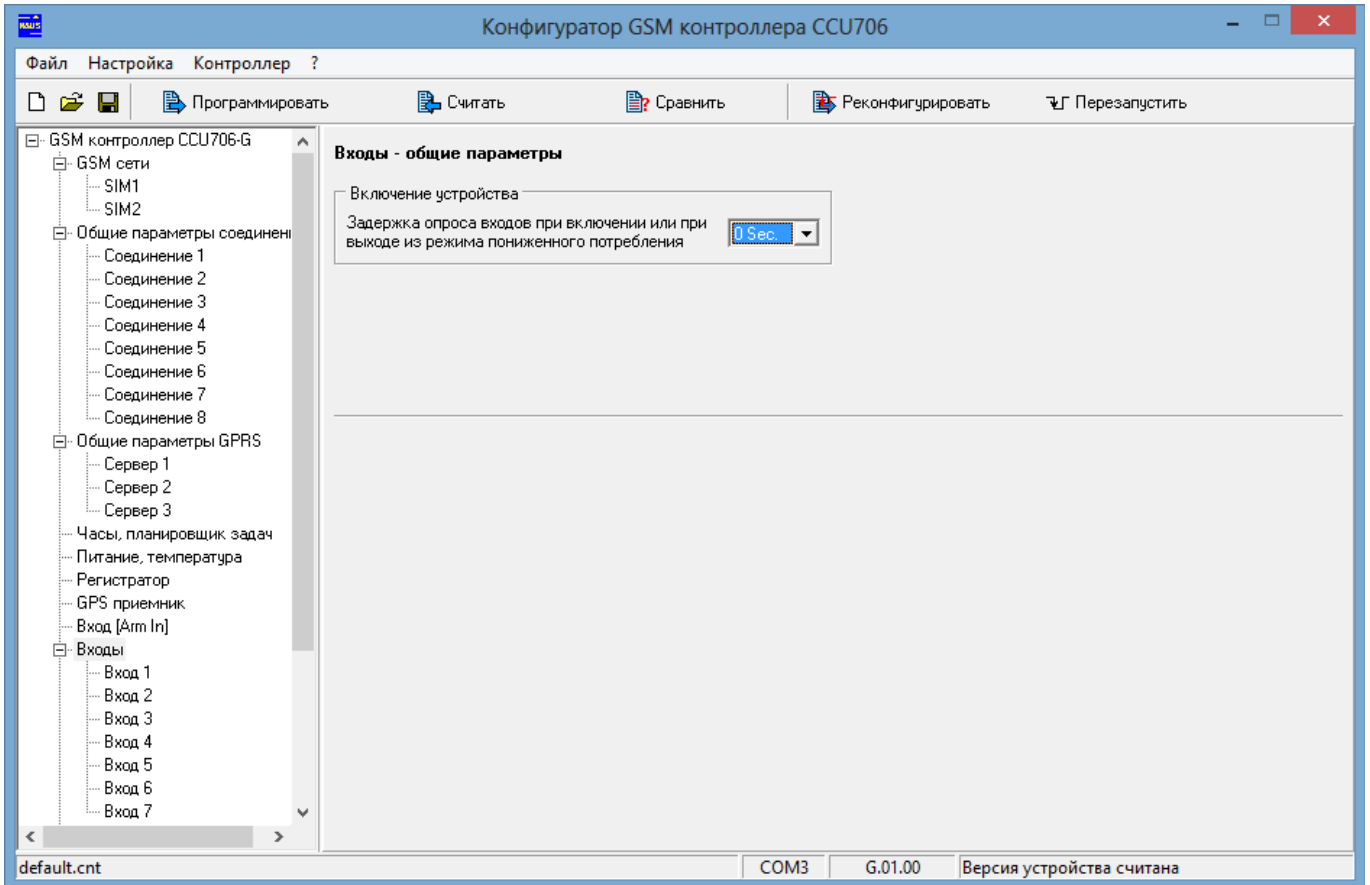 Конфигуратор GSM контроллера CCU706
Файл Настройка Контроллер ?
Программировать Считать Сравнить Реконфигурировать Перезапустить
GSM контроллер CCU706-G
GSM сети
SIM1
SIM2
Общие параметры соединени
Соединение 1
Соединение 2
Соединение 3
Соединение 4
Соединение 5
Соединение 6
Соединение 7
Соединение 8
Общие параметры GPRS
Сервер 1
Сервер 2
Сервер 3
Часы, планировщик задач
Питание, температура
Регистратор
GPS приемник
Вход [Arm In]
Входы
Вход 1
Вход 2
Вход 3
Вход 4
Вход 5
Вход 6
Вход 7
Входы - общие параметры
Включение устройства
Задержка опроса входов при включении или при
выходе из режима пониженного потребления
0 Sec.
default.cnt COM3 G.01.00 Версия устройства считана